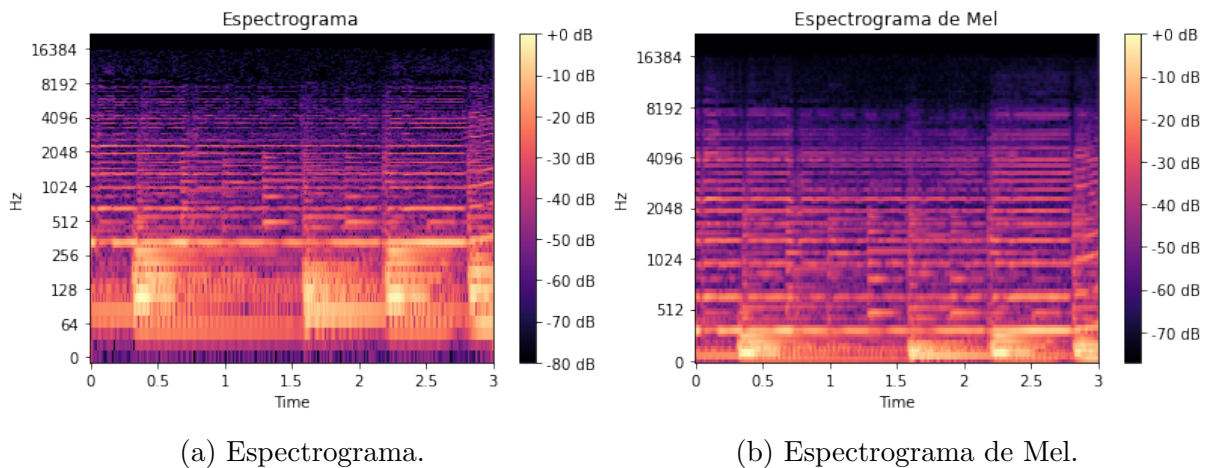 Espectrograma
16384
8192
4096
2048
1024
512
256
128
64
0
Hz
0
0.5
1
1.5
2
2.5
3
Time
+0 dB
-10 dB
-20 dB
-30 dB
-40 dB
-50 dB
-60 dB
-70 dB
-80 dB
(a) Espectrograma.
Espectrograma de Mel
16384
8192
4096
2048
1024
512
0
Hz
0
0.5
1
1.5
2
2.5
3
Time
+0 dB
-10 dB
-20 dB
-30 dB
-40 dB
-50 dB
-60 dB
-70 dB
(b) Espectrograma de Mel.